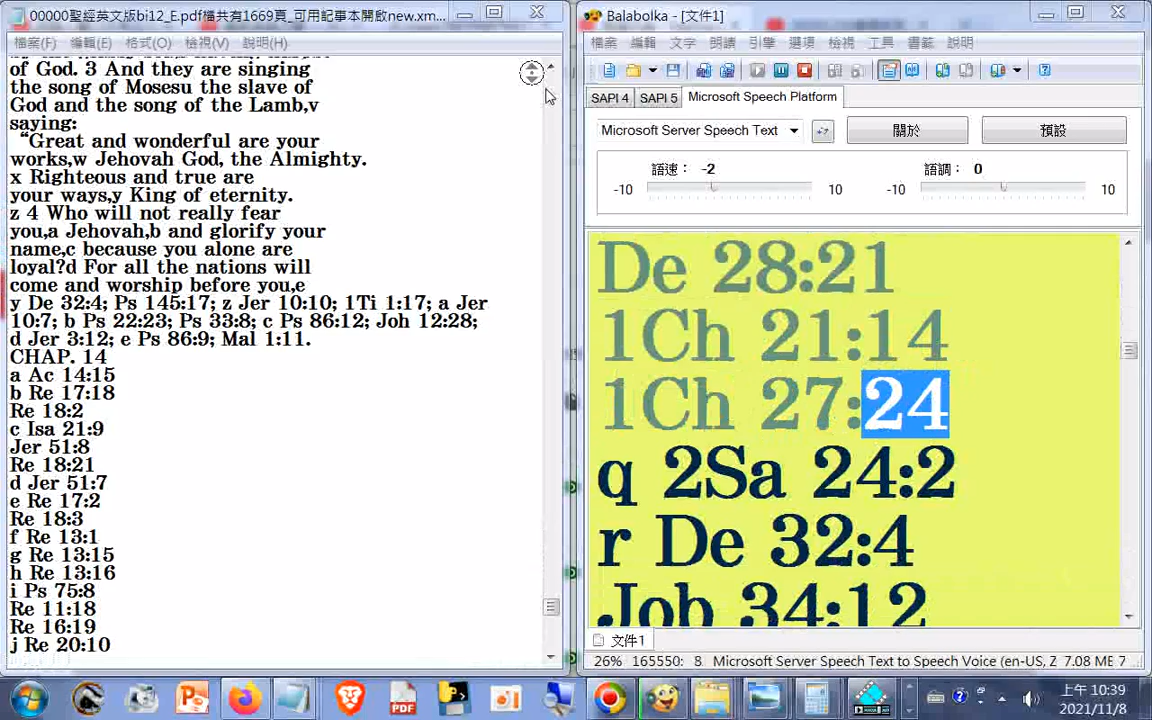 00000聖經英文版bi12_E.pdf檔共有1669頁_可用記事本開啟new.xm...
檔案(F) 編輯(E) 格式(O) 檢視(V) 說明(H)
of God. 3 And they are singing
the song of Mosesu the slave of
God and the song of the Lamb,v
saying:
“Great and wonderful are your
works,w Jehovah God, the Almighty.
x Righteous and true are
your ways,y King of eternity.
z 4 Who will not really fear
you,a Jehovah,b and glorify your
name,c because you alone are
loyal?d For all the nations will
come and worship before you,e
y De 32:4; Ps 145:17; z Jer 10:10; 1Ti 1:17; a Jer
10:7; b Ps 22:23; Ps 33:8; c Ps 86:12; Joh 12:28;
d Jer 3:12; e Ps 86:9; Mal 1:11.
CHAP. 14
a Ac 14:15
b Re 17:18
Re 18:2
c Isa 21:9
Jer 51:8
Re 18:21
d Jer 51:7
e Re 17:2
Re 18:3
f Re 13:1
g Re 13:15
h Re 13:16
i Ps 75:8
Re 11:18
Re 16:19
j Re 20:10
Balabolka - [文件1]
檔案 編輯 文字 朗讀 引擎 選項 檢視 工具 書籤 說明
SAPI 4 SAPI 5 Microsoft Speech Platform
Microsoft Server Speech Text 關於 預設
語速: -2 語調: 0
-10 10 -10 10
De 28:21
1Ch 21:14
1Ch 27:24
q 2Sa 24:2
r De 32:4
Job 34:12
文件1
26% 165550: 8 Microsoft Server Speech Text to Speech Voice (en-US, Z 7.08 MB 7
上午 10:39
2021/11/8